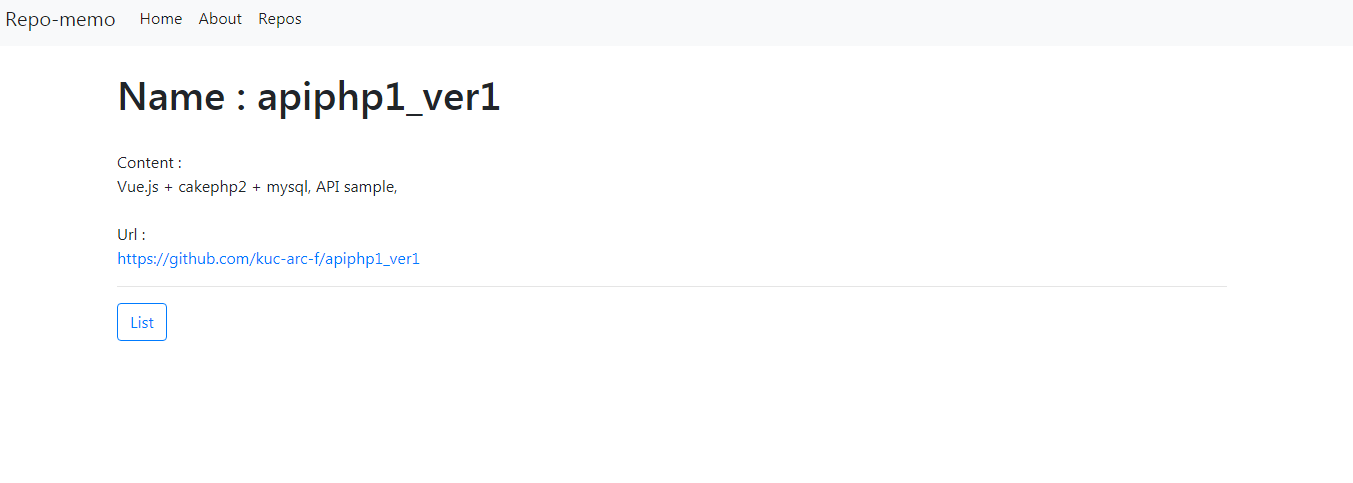 Repo-memo Home About Repos
Name : apiphp1_ver1
Content :
Vue.js + cakephp2 + mysql, API sample,
Url :
https://github.com/kuc-arc-f/apiphp1_ver1
List